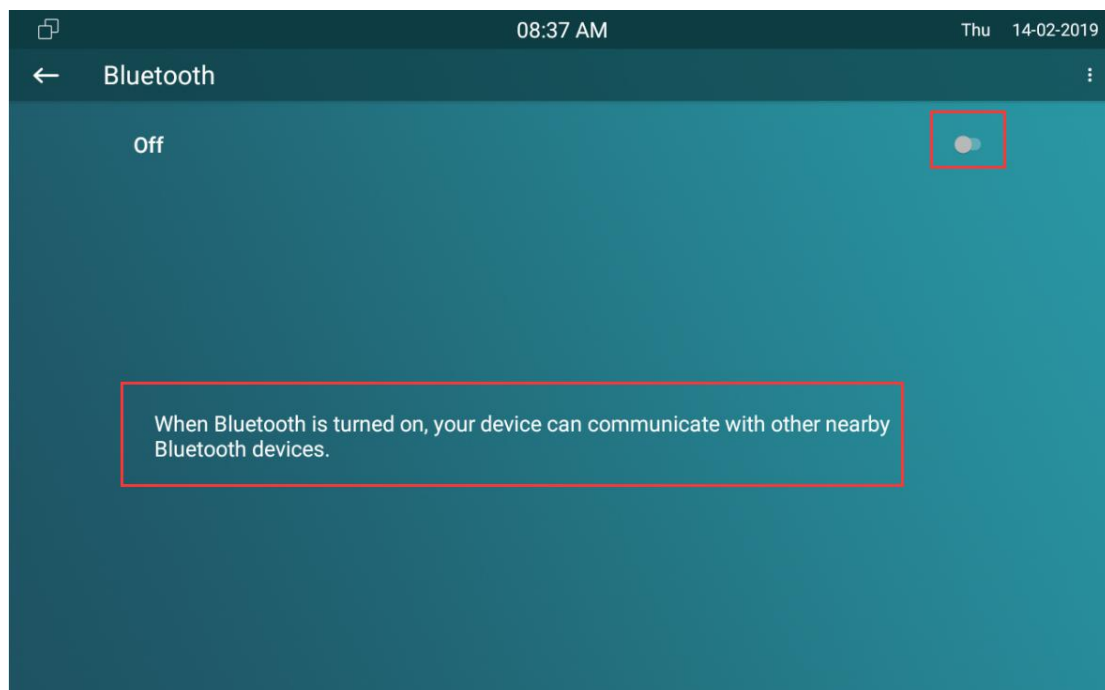 08:37 AM Thu 14-02-2019
Bluetooth
Off
When Bluetooth is turned on, your device can communicate with other nearby
Bluetooth devices.